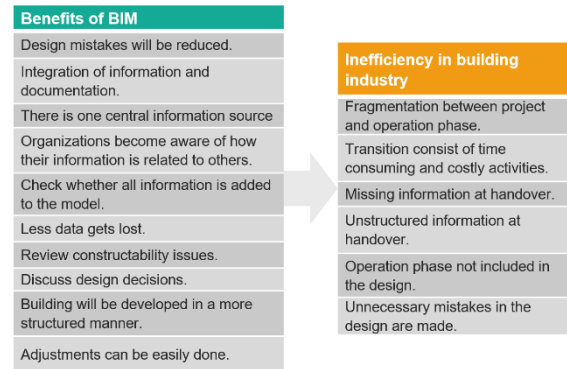 Benefits of BIM
Design mistakes will be reduced.
Integration of information and
documentation.
There is one central information source
Organizations become aware of how
their information is related to others.
Check whether all information is added
to the model.
Less data gets lost.
Review constructability issues.
Discuss design decisions.
Building will be developed in a more
structured manner.
Adjustments can be easily done.
Inefficiency in building
industry
Fragmentation between project
and operation phase.
Transition consist of time
consuming and costly activities.
Missing information at handover.
Unstructured information at
handover.
Operation phase not included in
the design.
Unnecessary mistakes in the
design are made.